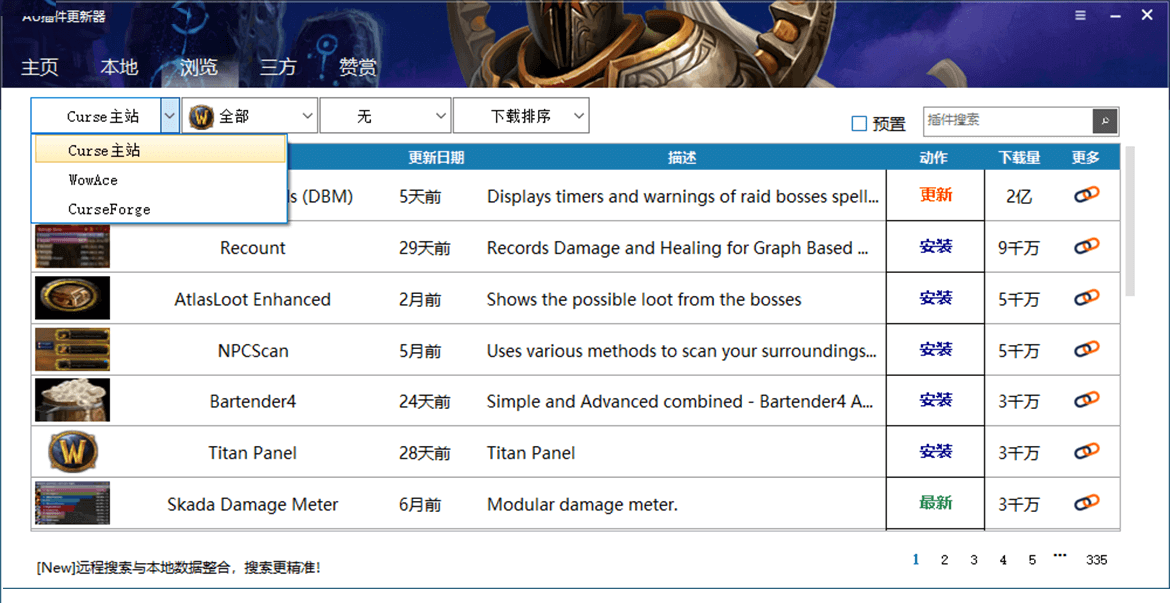 AU插件更新器
主页 本地 浏览 三方 赞赏
Curse主站 全部 无 下载排序 预置 插件搜索
Curse主站
WowAce
CurseForge
更新日期 描述 动作 下载量 更多
s (DBM) 5天前 Displays timers and warnings of raid bosses spell... 更新 2亿
Recount 29天前 Records Damage and Healing for Graph Based ... 安装 9千万
AtlasLoot Enhanced 2月前 Shows the possible loot from the bosses 安装 5千万
NPCScan 5月前 Uses various methods to scan your surroundings... 安装 5千万
Bartender4 24天前 Simple and Advanced combined - Bartender4 A... 安装 3千万
Titan Panel 28天前 Titan Panel 安装 3千万
Skada Damage Meter 6月前 Modular damage meter. 最新 3千万
[New]远程搜索与本地数据整合，搜索更精准!
1 2 3 4 5 ... 335